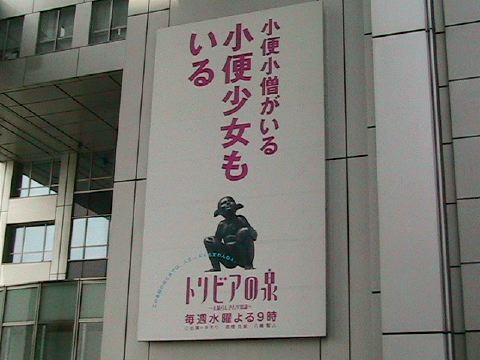 小便小僧がいる
小便少女も
いる
トリビアの泉
毎週水曜よる9時